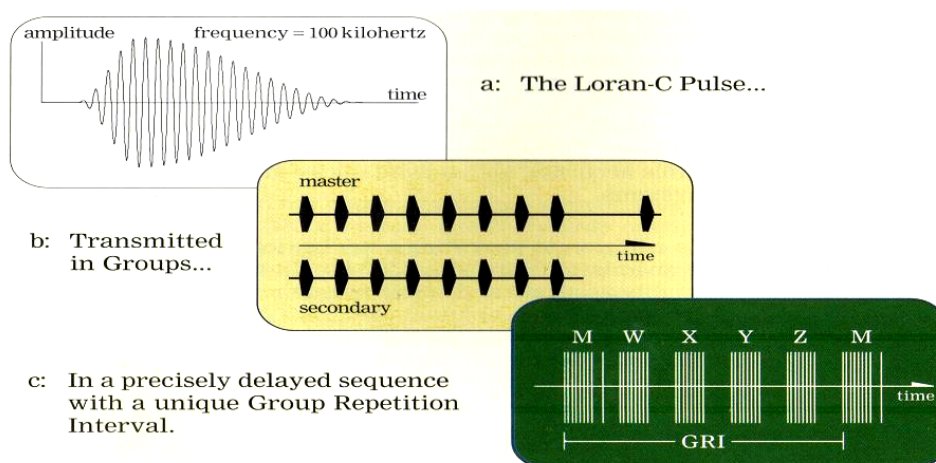 amplitude
frequency = 100 kilohertz
time
a: The Loran-C Pulse...
master
time
secondary
b: Transmitted
in Groups...
M W X Y Z M
time
GRI
c: In a precisely delayed sequence
with a unique Group Repetition
Interval.